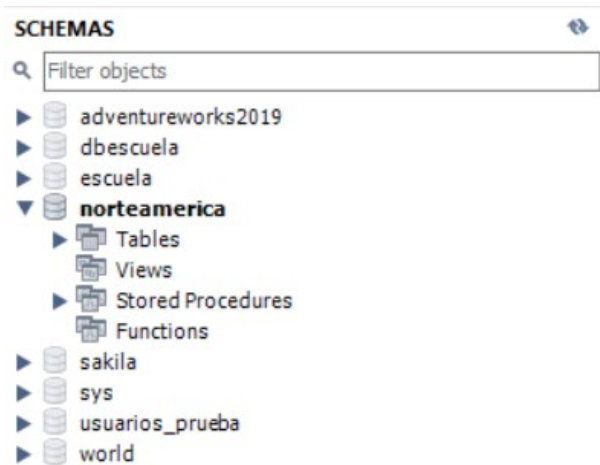 SCHEMAS
Filter objects
adventureworks2019
dbescuela
escuela
norteamerica
Tables
Views
Stored Procedures
Functions
sakila
sys
usuarios_prueba
world